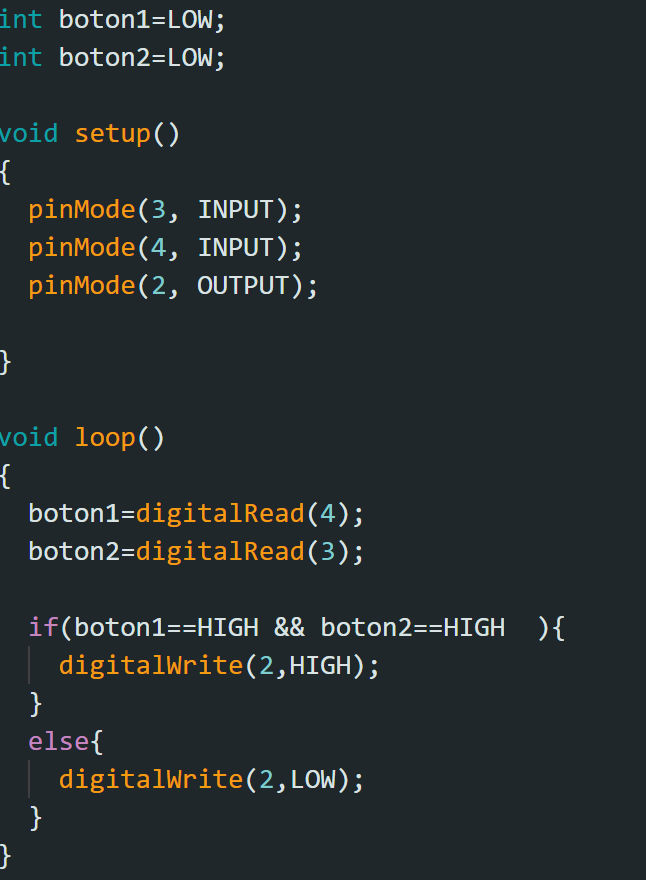 int boton1=LOW;
int boton2=LOW;
void setup()
{
pinMode(3, INPUT);
pinMode(4, INPUT);
pinMode(2, OUTPUT);
}
void loop()
{
boton1=digitalRead(4);
boton2=digitalRead(3);
if(boton1==HIGH && boton2==HIGH  ){
digitalWrite(2,HIGH);
}
else{
digitalWrite(2,LOW);
}
}